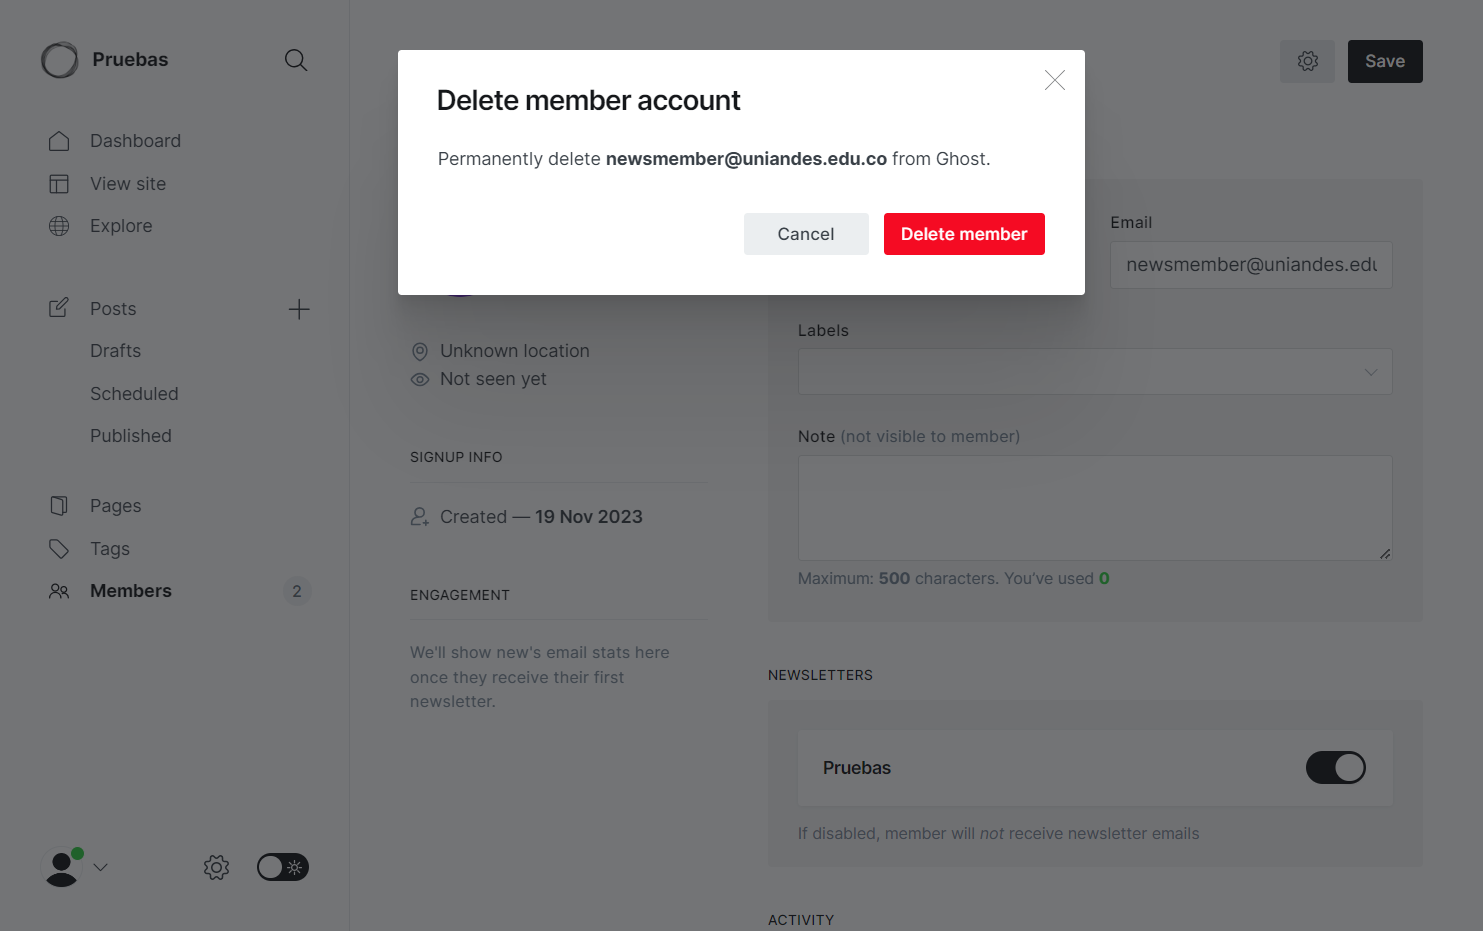 Pruebas
Dashboard
View site
Explore
Posts
Drafts
Scheduled
Published
Pages
Tags
Members
2
Save
Delete member account
Permanently delete newsmember@uniandes.edu.co from Ghost.
Cancel
Delete member
Unknown location
Not seen yet
SIGNUP INFO
Created — 19 Nov 2023
ENGAGEMENT
We'll show new's email stats here
once they receive their first
newsletter.
Email
newsmember@uniandes.edu
Labels
Note (not visible to member)
Maximum: 500 characters. You've used 0
NEWSLETTERS
Pruebas
If disabled, member will not receive newsletter emails
ACTIVITY